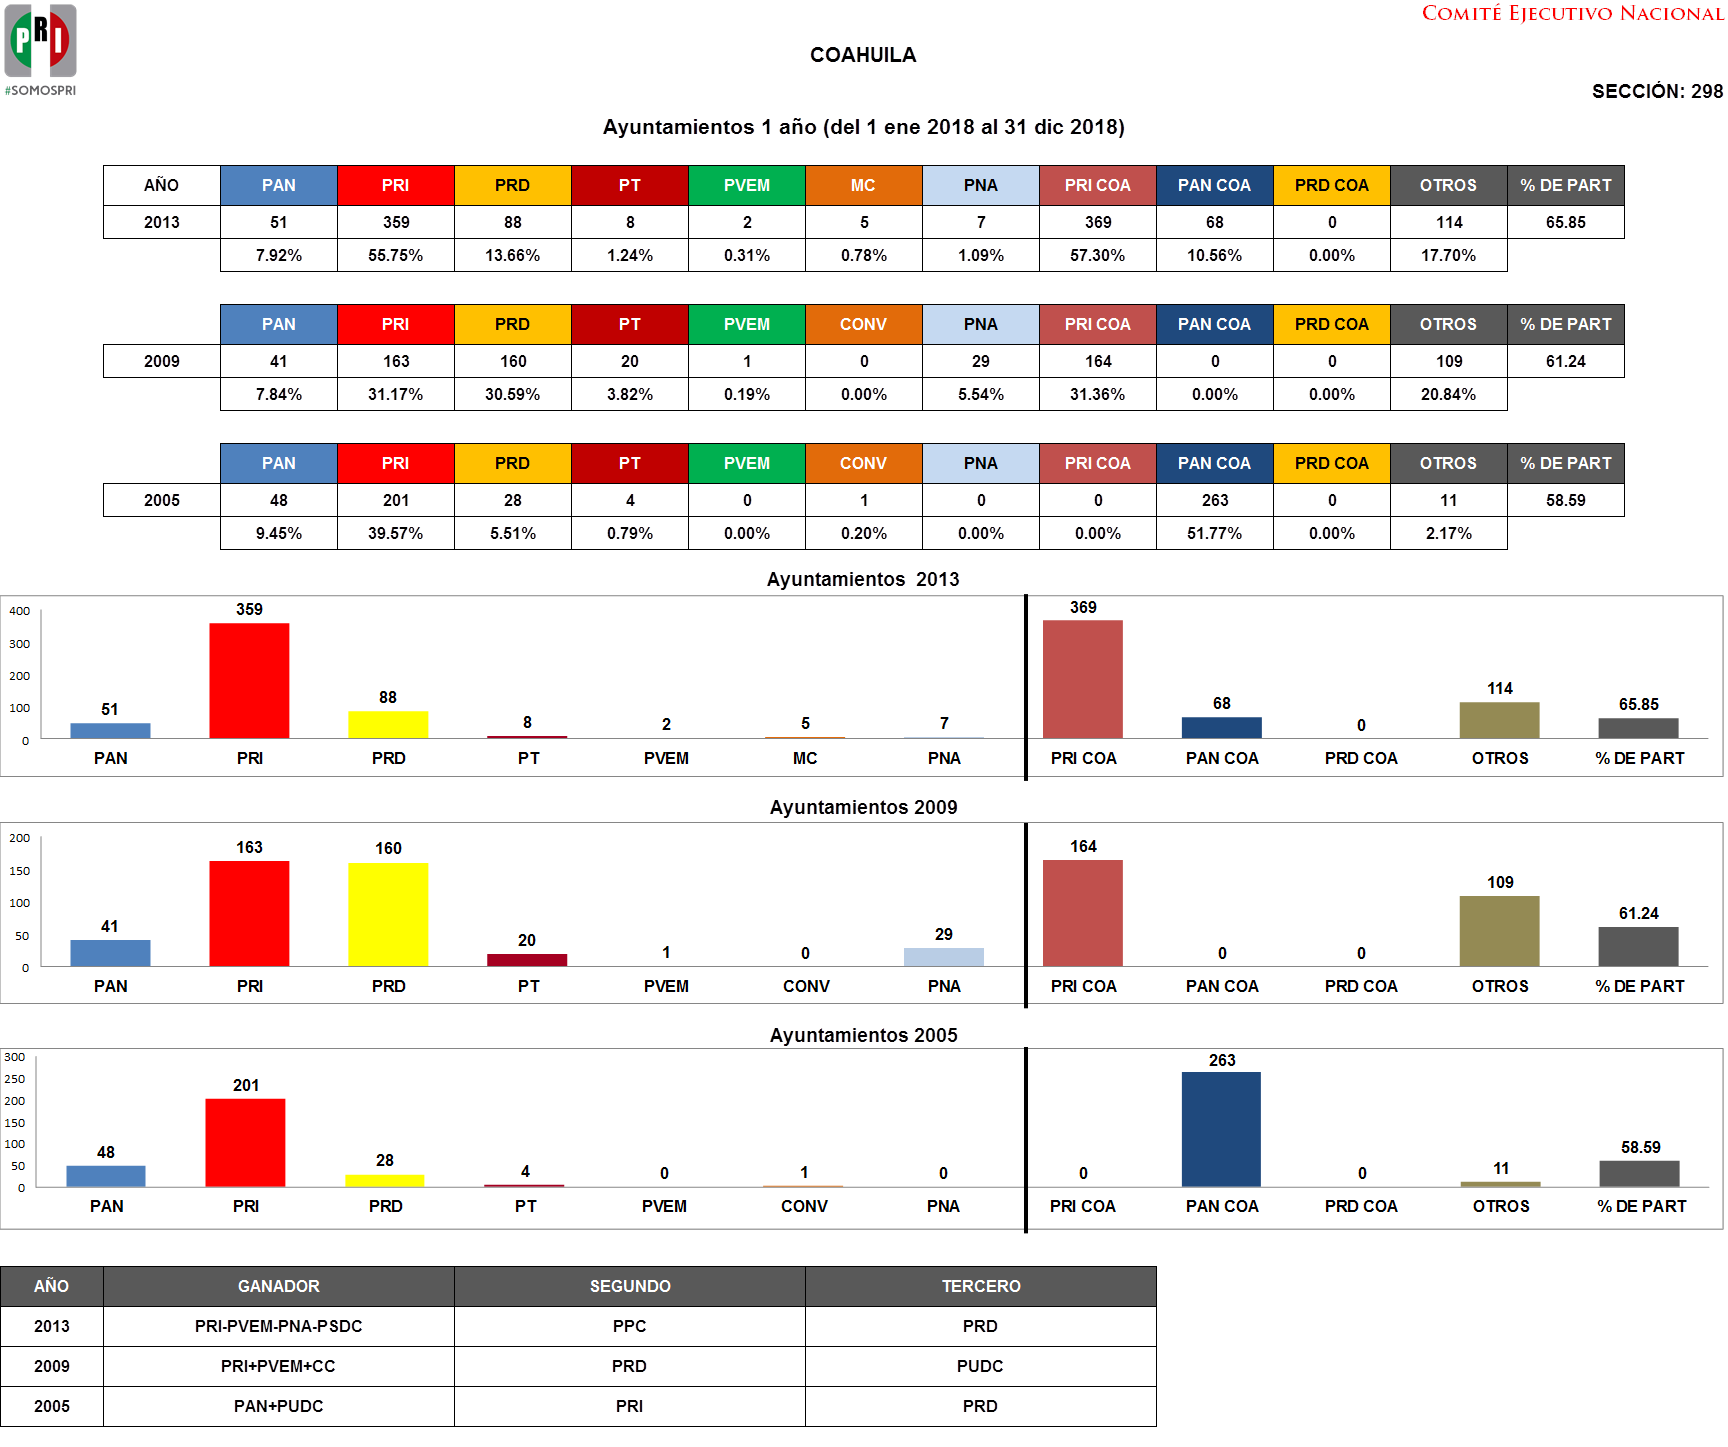 COMITÉ EJECUTIVO NACIONAL
PRI
#SOMOSPRI
COAHUILA
SECCIÓN: 298
Ayuntamientos 1 año (del 1 ene 2018 al 31 dic 2018)
AÑO PAN PRI PRD PT PVEM MC PNA PRI COA PAN COA PRD COA OTROS % DE PART
2013 51 359 88 8 2 5 7 369 68 0 114 65.85
7.92% 55.75% 13.66% 1.24% 0.31% 0.78% 1.09% 57.30% 10.56% 0.00% 17.70%
PAN PRI PRD PT PVEM CONV PNA PRI COA PAN COA PRD COA OTROS % DE PART
2009 41 163 160 20 1 0 29 164 0 0 109 61.24
7.84% 31.17% 30.59% 3.82% 0.19% 0.00% 5.54% 31.36% 0.00% 0.00% 20.84%
PAN PRI PRD PT PVEM CONV PNA PRI COA PAN COA PRD COA OTROS % DE PART
2005 48 201 28 4 0 1 0 0 263 0 11 58.59
9.45% 39.57% 5.51% 0.79% 0.00% 0.20% 0.00% 0.00% 51.77% 0.00% 2.17%
Ayuntamientos 2013
400
300
200
100
0
51 359 88 8 2 5 7 369 68 0 114 65.85
PAN PRI PRD PT PVEM MC PNA PRI COA PAN COA PRD COA OTROS % DE PART
Ayuntamientos 2009
200
150
100
50
0
41 163 160 20 1 0 29 164 0 0 109 61.24
PAN PRI PRD PT PVEM CONV PNA PRI COA PAN COA PRD COA OTROS % DE PART
Ayuntamientos 2005
300
250
200
150
100
50
0
48 201 28 4 0 1 0 0 263 0 11 58.59
PAN PRI PRD PT PVEM CONV PNA PRI COA PAN COA PRD COA OTROS % DE PART
AÑO GANADOR SEGUNDO TERCERO
2013 PRI-PVEM-PNA-PSDC PPC PRD
2009 PRI+PVEM+CC PRD PUDC
2005 PAN+PUDC PRI PRD